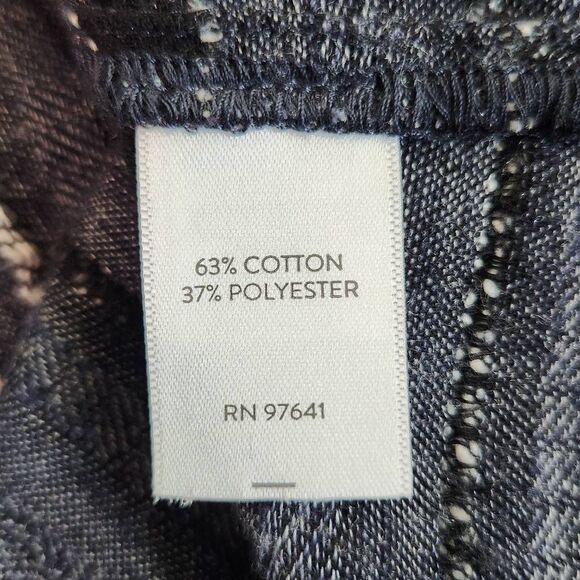 63% COTTON
37% POLYESTER
RN 97641